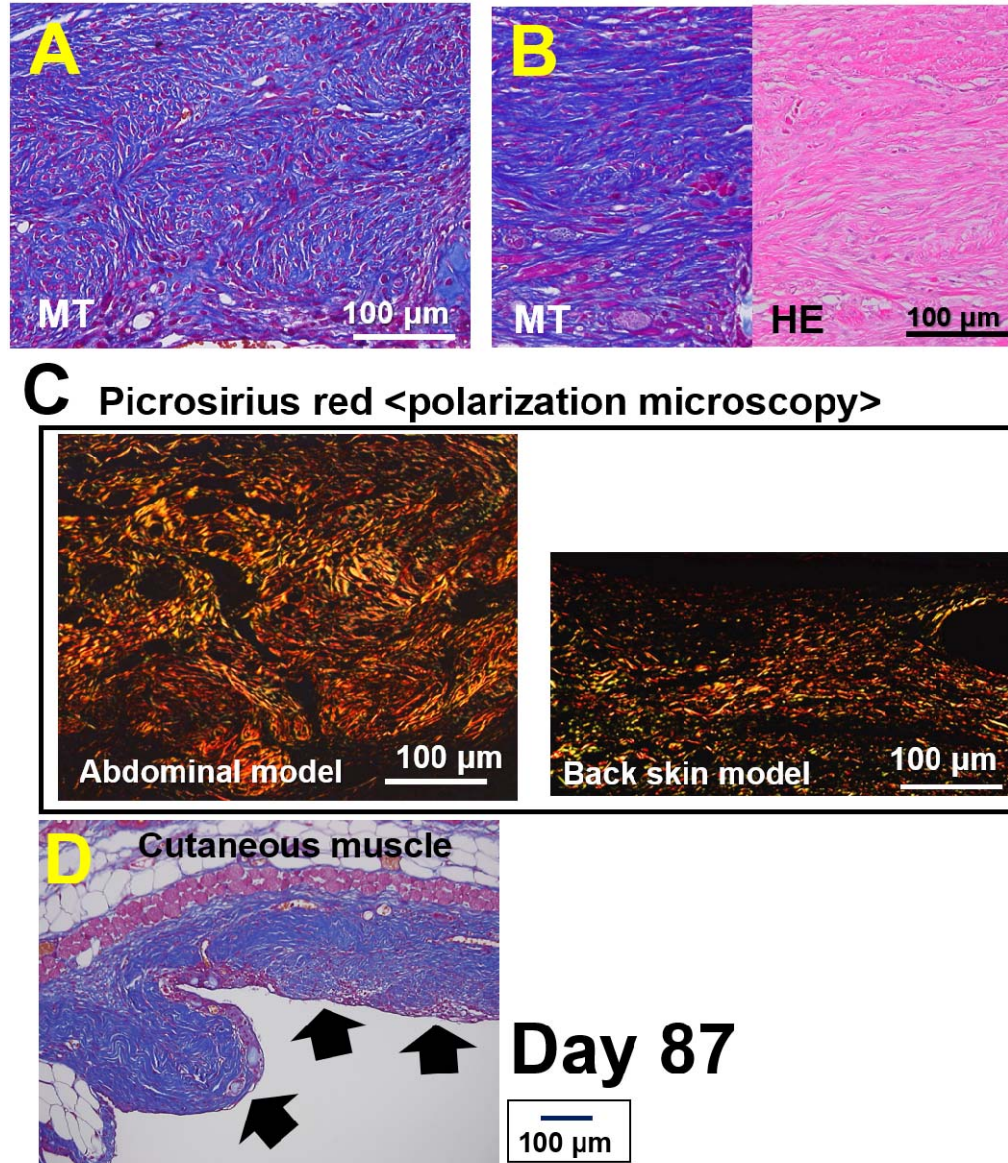 A
MT
100 µm
B
MT
HE
100 µm
C Picrosirius red <polarization microscopy>
Abdominal model
100 µm
Back skin model
100 µm
D
Cutaneous muscle
Day 87
100 µm